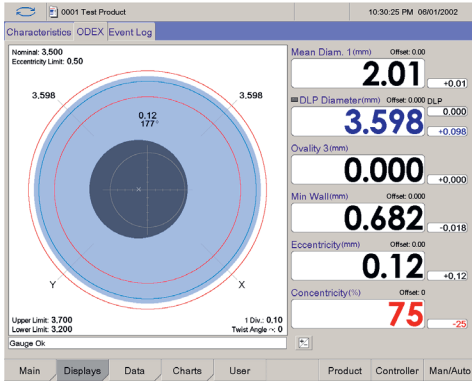 0001 Test Product
10:30:25 PM 06/01/2002
Characteristics ODEX Event Log
Nominal: 3.500
Eccentricity Limit: 0,50
3,598
3,598
0.12
177°
Y
X
Upper Limit: 3,700
Lower Limit: 3,200
1 Div.: 0,10
Twist Angle ~: 0
Gauge Ok
Mean Diam. 1(mm) Offset: 0.00
2.01
+0.01
DLP Diameter(mm) Offset: 0.000 DLP
3.598
0.000
+0,098
Ovality 3(mm)
0.000
+0,000
Min Wall(mm) Offset: 0.00
0.682
-0,018
Eccentricity(mm) Offset: 0.00
0.12
+0,12
Concentricity(%) Offset: 0
75
-25
Main Displays Data Charts User Product Controller Man/Auto